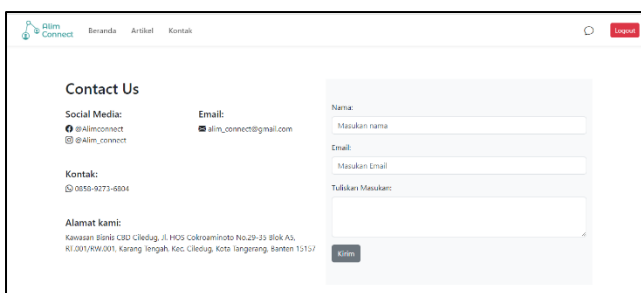 Alim
Connect
Beranda Artikel Kontak
Logout
Contact Us
Social Media:
@Alimconnect
@Alim_connect
Email:
alim_connect@gmail.com
Kontak:
0858-9273-6804
Alamat kami:
Kawasan Bisnis CBD Ciledug, Jl. HOS Cokroaminoto No.29-35 Blok A5,
RT.001/RW.001, Karang Tengah, Kec. Ciledug, Kota Tangerang, Banten 15157
Nama:
Masukan nama
Email:
Masukan Email
Tuliskan Masukan:
Kirim